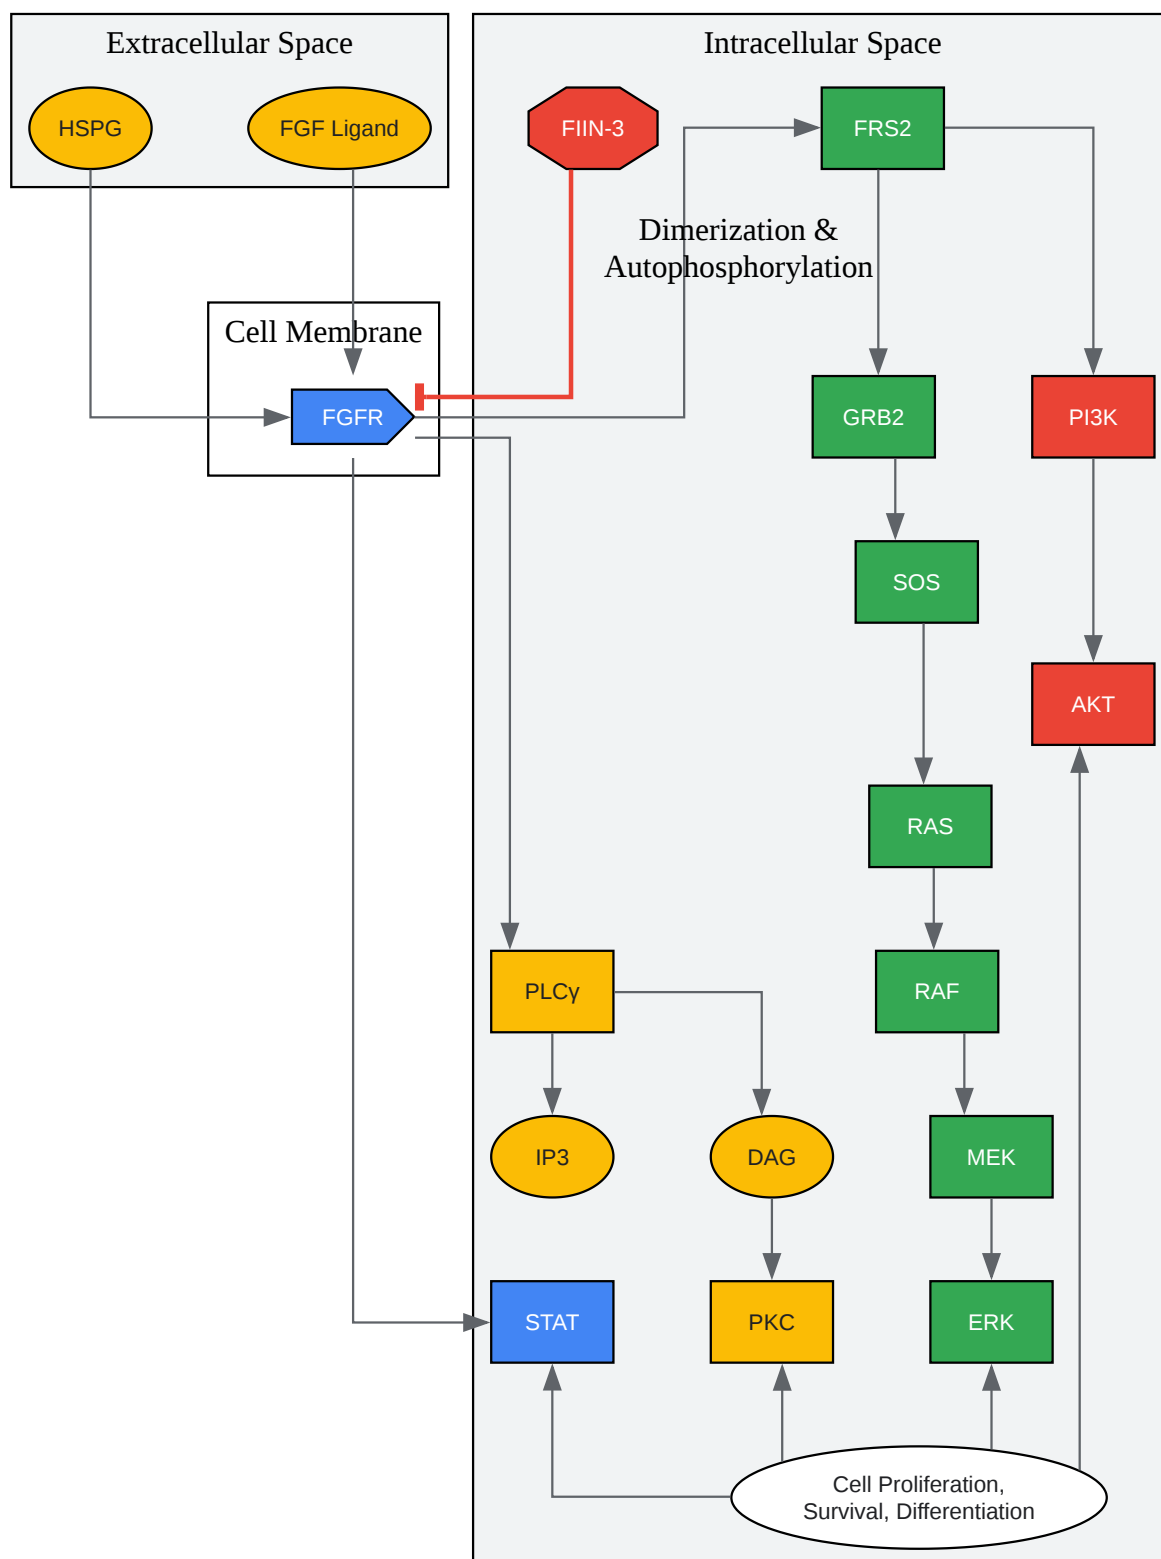 Extracellular Space
Intracellular Space
HSPG
FGF Ligand
FIIN-3
FRS2
Dimerization &
Autophosphorylation
Cell Membrane
FGFR
GRB2
PI3K
SOS
AKT
RAS
PLCγ
RAF
IP3
DAG
MEK
STAT
PKC
ERK
Cell Proliferation,
Survival, Differentiation